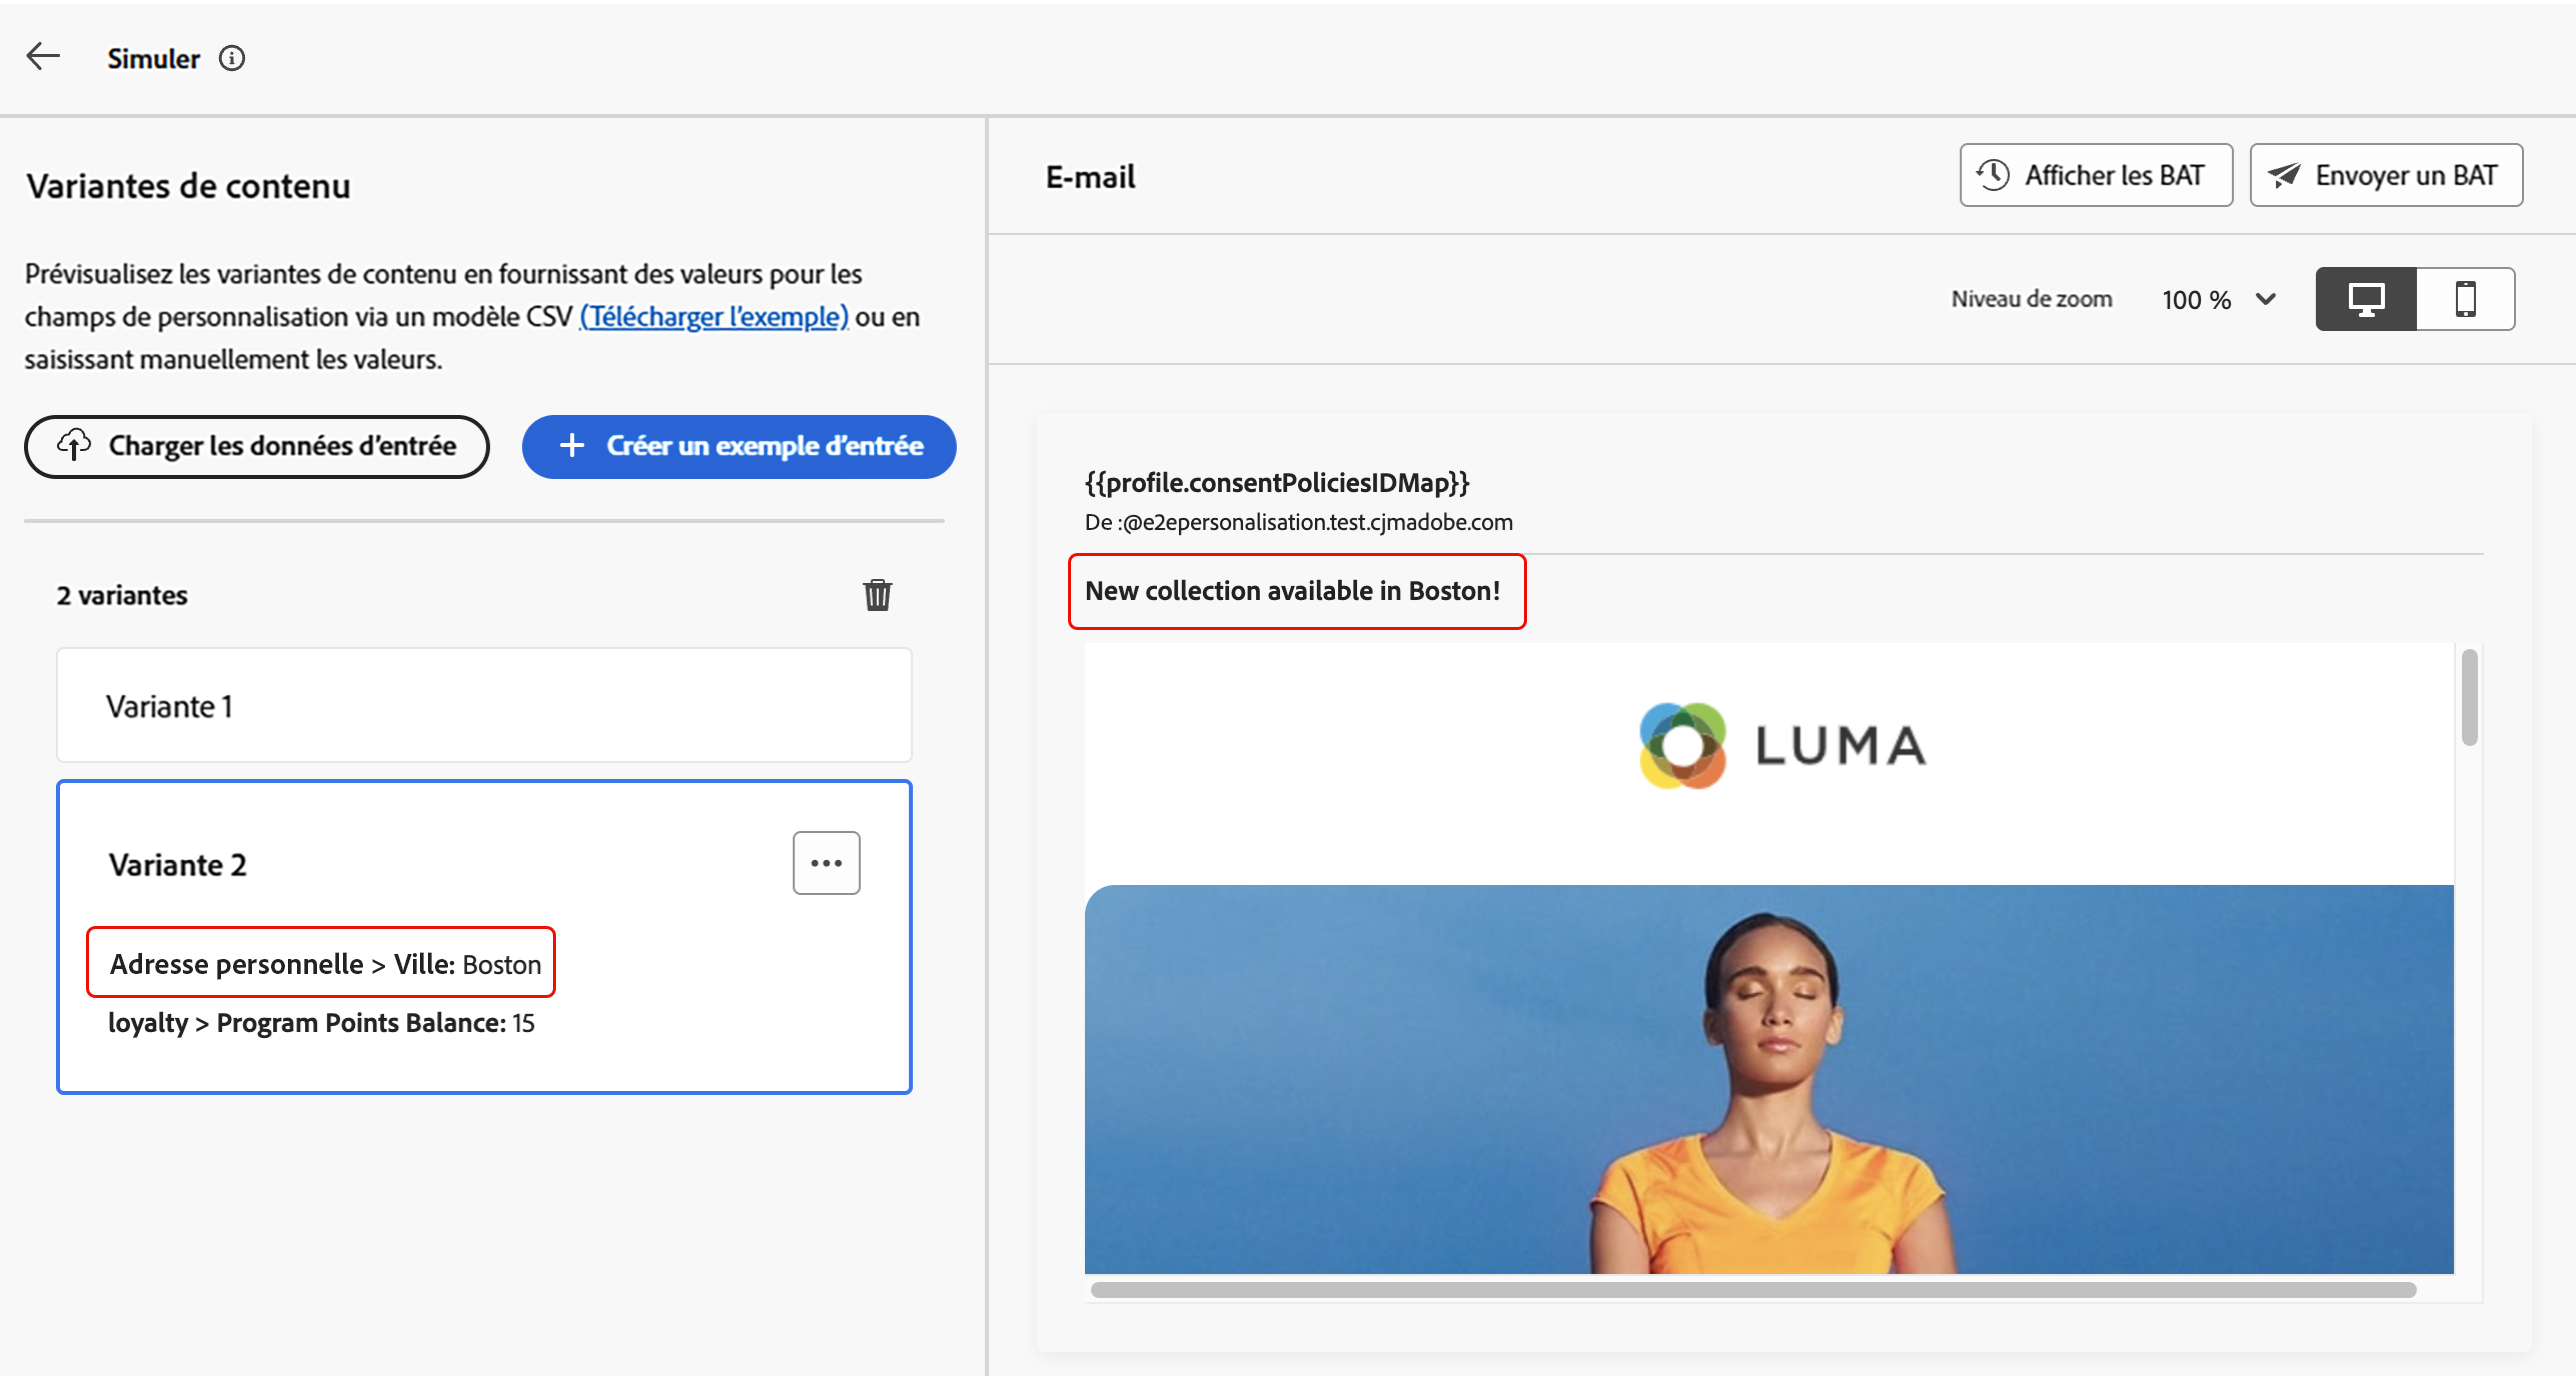 Simuler
Variantes de contenu
Prévisualisez les variantes de contenu en fournissant des valeurs pour les
champs de personnalisation via un modèle CSV (Télécharger l’exemple) ou en
saisissant manuellement les valeurs.
Charger les données d’entrée
Créer un exemple d’entrée
2 variantes
Variante 1
Variante 2
Adresse personnelle > Ville: Boston
loyalty > Program Points Balance: 15
E-mail
Afficher les BAT
Envoyer un BAT
Niveau de zoom
100 %
{{profile.consentPoliciesIDMap}}
De :@e2epersonalisation.test.cjmadobe.com
New collection available in Boston!
LUMA